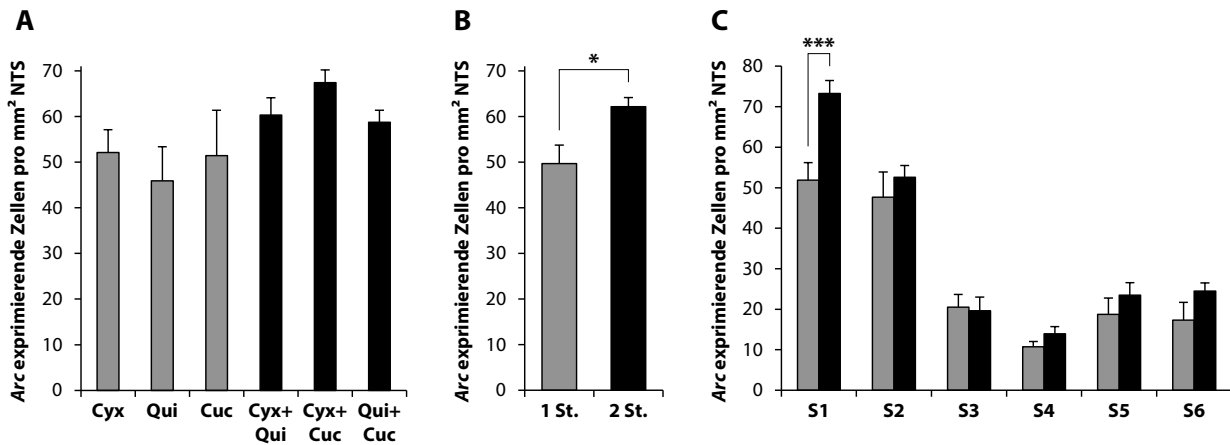 A
Arc exprimierende Zellen pro mm² NTS
70
60
50
40
30
20
10
0
Cyx Qui Cuc Cyx+ Cyx+ Qui+
Qui Cuc Cuc
B
Arc exprimierende Zellen pro mm² NTS
70
60
50
40
30
20
10
0
*
1 St. 2 St.
C
Arc exprimierende Zellen pro mm² NTS
80
70
60
50
40
30
20
10
0
***
S1 S2 S3 S4 S5 S6